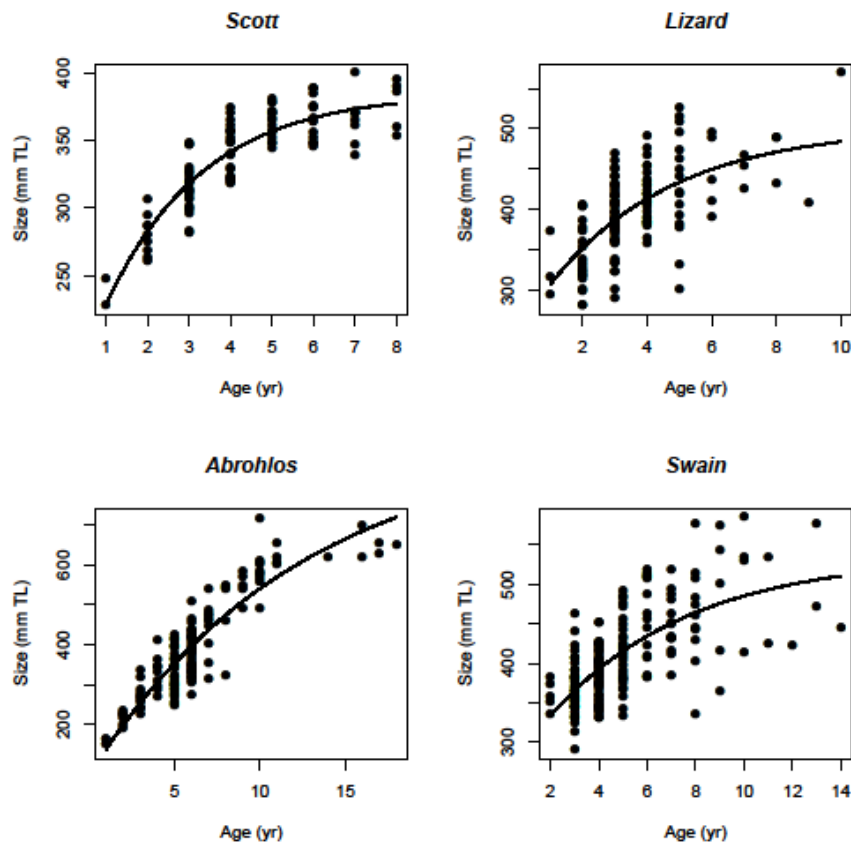 Scott
Size (mm TL)
400
350
300
250
1 2 3 4 5 6 7 8
Age (yr)
Lizard
Size (mm TL)
500
400
300
2 4 6 8 10
Age (yr)
Abrohlos
Size (mm TL)
600
400
200
5 10 15
Age (yr)
Swain
Size (mm TL)
500
400
300
2 4 6 8 10 12 14
Age (yr)